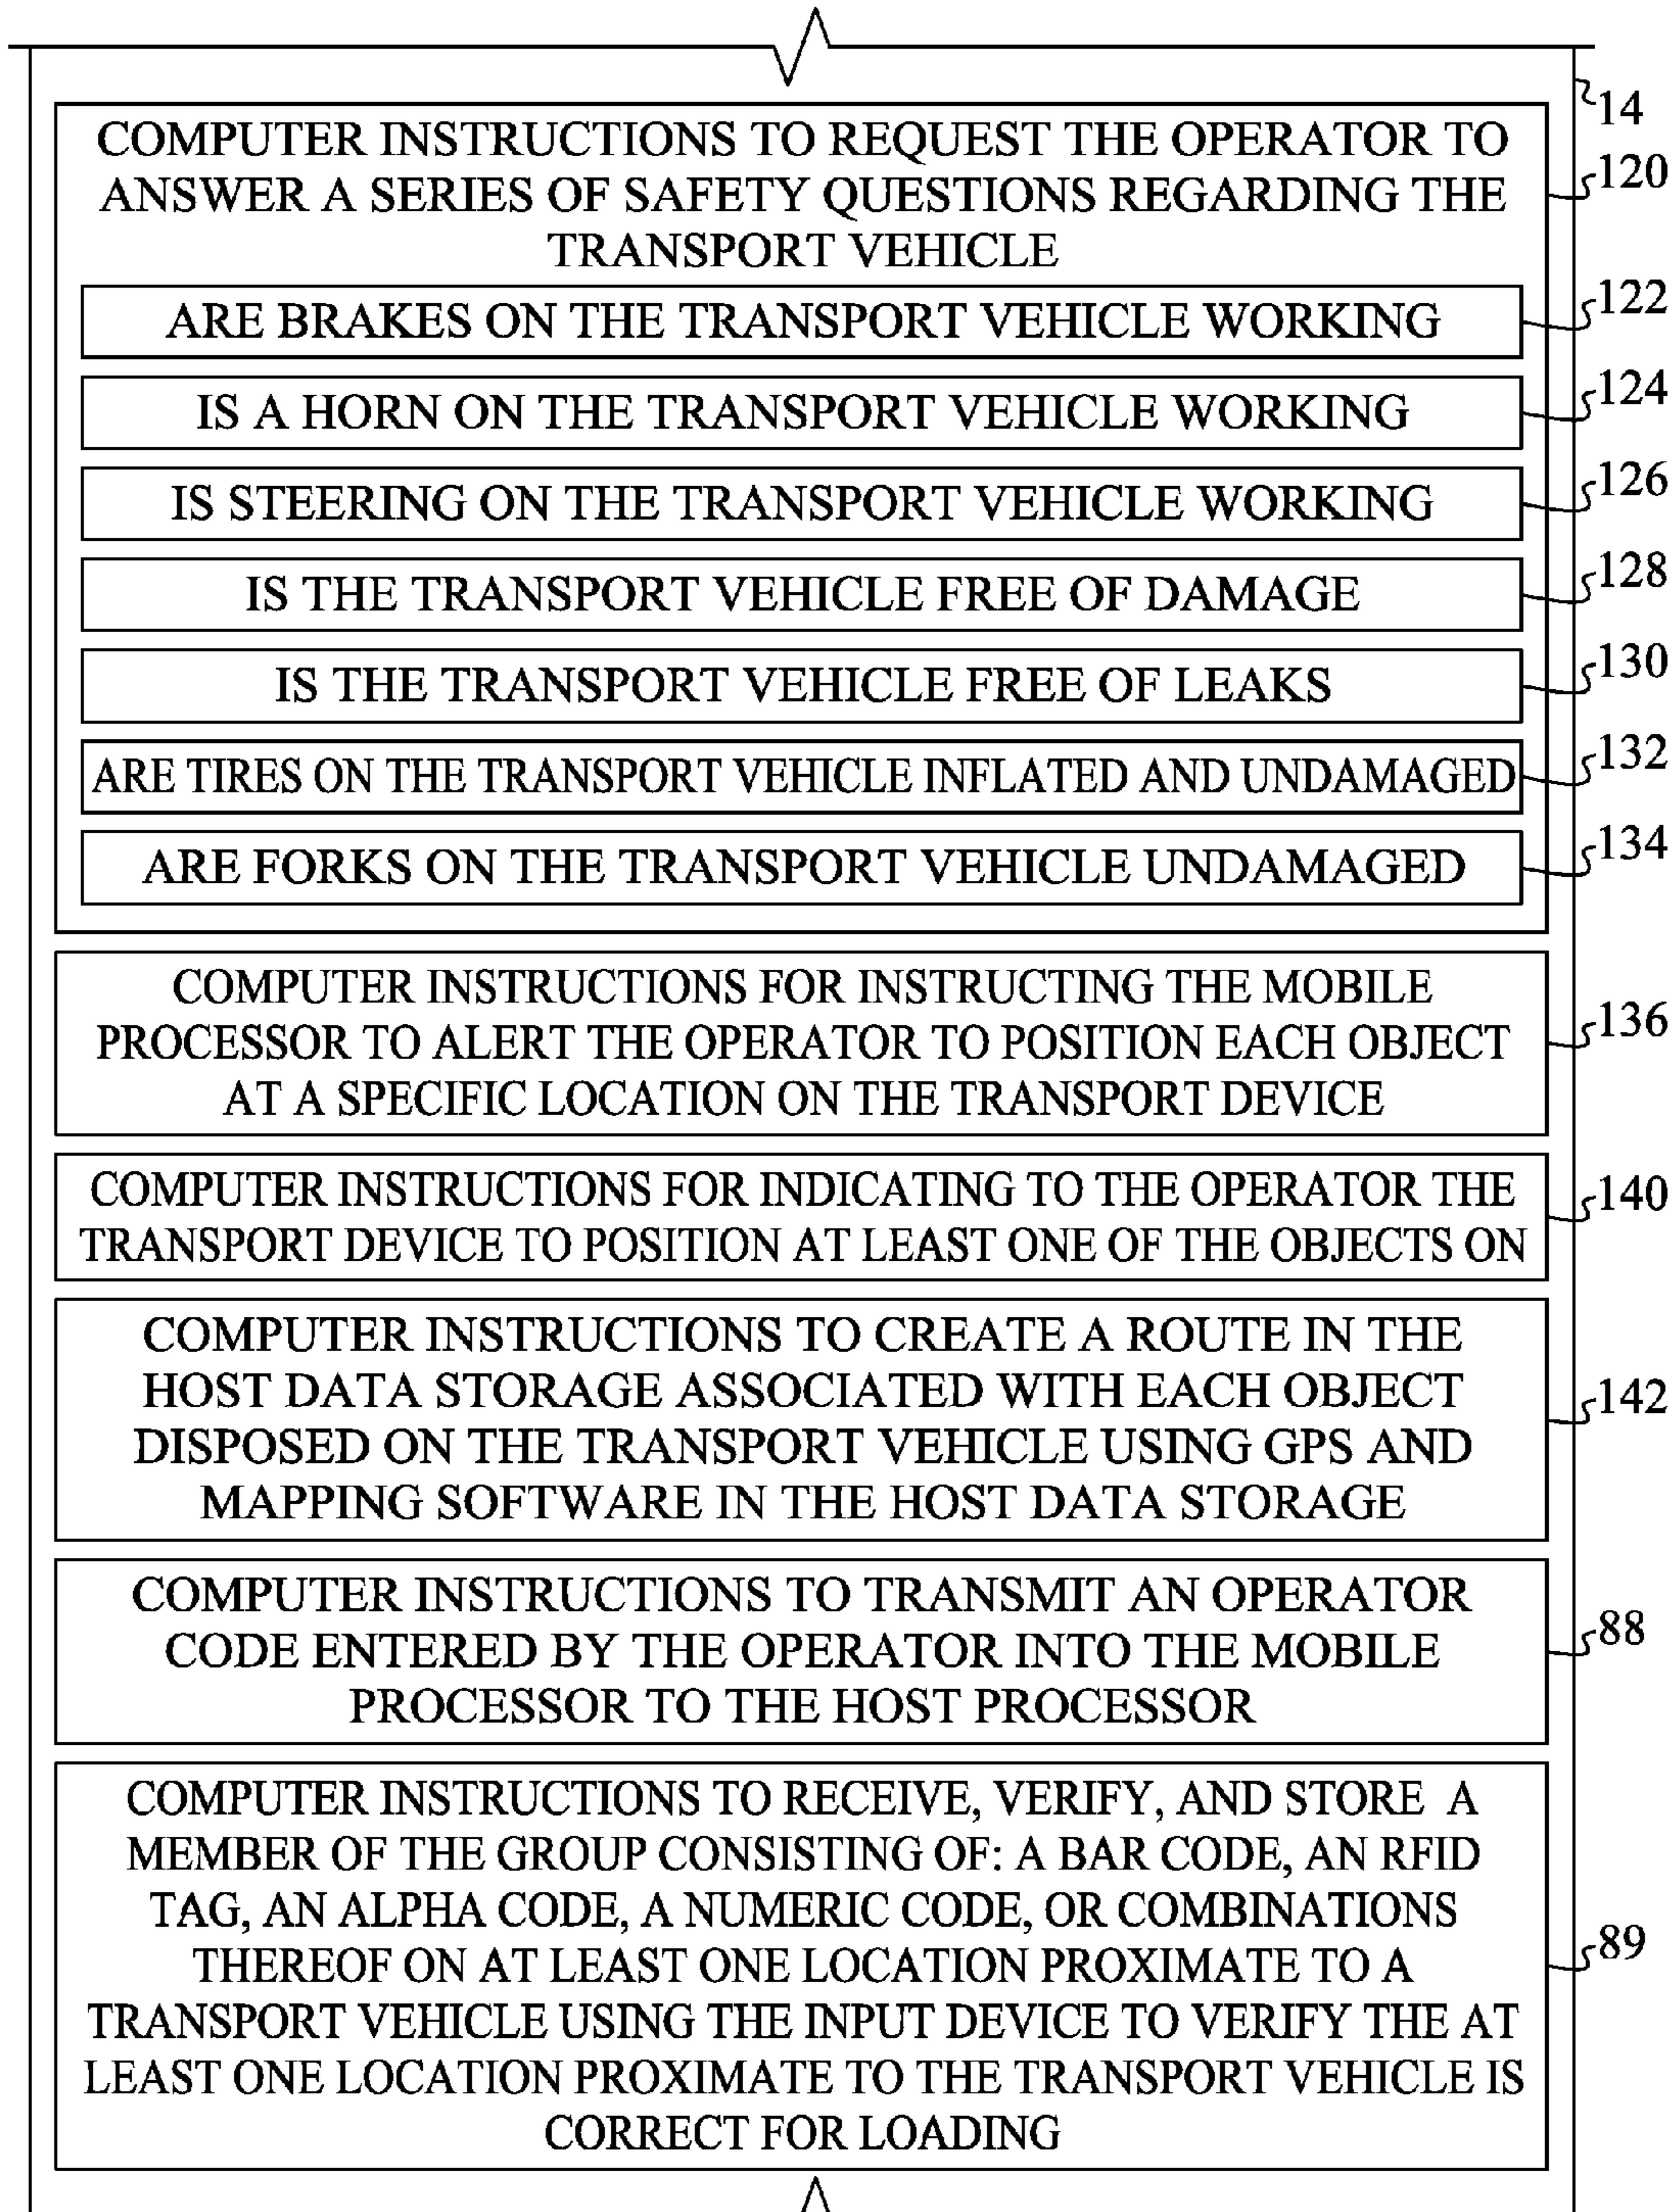 14
COMPUTER INSTRUCTIONS TO REQUEST THE OPERATOR TO
ANSWER A SERIES OF SAFETY QUESTIONS REGARDING THE
TRANSPORT VEHICLE
120
ARE BRAKES ON THE TRANSPORT VEHICLE WORKING
122
IS A HORN ON THE TRANSPORT VEHICLE WORKING
124
IS STEERING ON THE TRANSPORT VEHICLE WORKING
126
IS THE TRANSPORT VEHICLE FREE OF DAMAGE
128
IS THE TRANSPORT VEHICLE FREE OF LEAKS
130
ARE TIRES ON THE TRANSPORT VEHICLE INFLATED AND UNDAMAGED
132
ARE FORKS ON THE TRANSPORT VEHICLE UNDAMAGED
134
COMPUTER INSTRUCTIONS FOR INSTRUCTING THE MOBILE
PROCESSOR TO ALERT THE OPERATOR TO POSITION EACH OBJECT
AT A SPECIFIC LOCATION ON THE TRANSPORT DEVICE
136
COMPUTER INSTRUCTIONS FOR INDICATING TO THE OPERATOR THE
TRANSPORT DEVICE TO POSITION AT LEAST ONE OF THE OBJECTS ON
140
COMPUTER INSTRUCTIONS TO CREATE A ROUTE IN THE
HOST DATA STORAGE ASSOCIATED WITH EACH OBJECT
DISPOSED ON THE TRANSPORT VEHICLE USING GPS AND
MAPPING SOFTWARE IN THE HOST DATA STORAGE
142
COMPUTER INSTRUCTIONS TO TRANSMIT AN OPERATOR
CODE ENTERED BY THE OPERATOR INTO THE MOBILE
PROCESSOR TO THE HOST PROCESSOR
88
COMPUTER INSTRUCTIONS TO RECEIVE, VERIFY, AND STORE A
MEMBER OF THE GROUP CONSISTING OF: A BAR CODE, AN RFID
TAG, AN ALPHA CODE, A NUMERIC CODE, OR COMBINATIONS
THEREOF ON AT LEAST ONE LOCATION PROXIMATE TO A
TRANSPORT VEHICLE USING THE INPUT DEVICE TO VERIFY THE AT
LEAST ONE LOCATION PROXIMATE TO THE TRANSPORT VEHICLE IS
CORRECT FOR LOADING
89